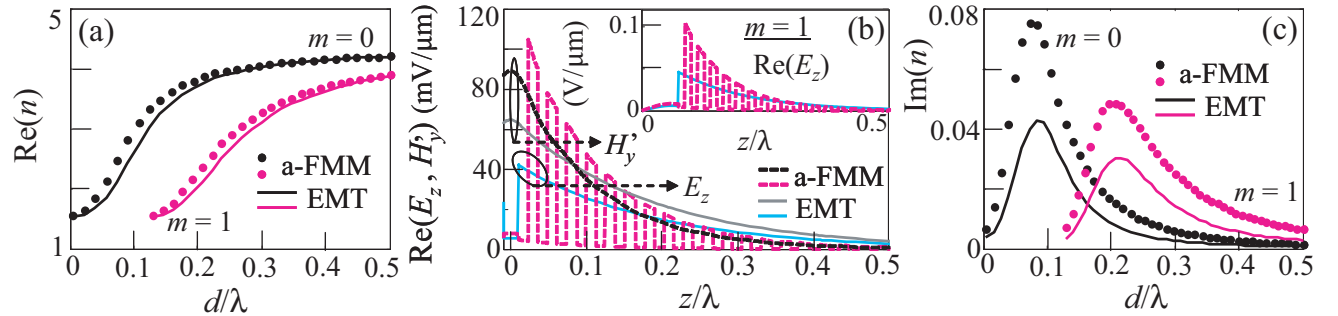 5
(a)
m = 0
Re(n)
a-FMM
EMT
m = 1
1
0
0.1
0.2
0.3
0.4
0.5
d/λ
Re(E_z , H'_y) (mV/μm)
120
80
40
0
(b)
(V/μm)
0.1
0
m = 1
Re(E_z)
0
0.5
z/λ
H'_y
E_z
a-FMM
EMT
0
0.1
0.2
0.3
0.4
0.5
z/λ
Im(n)
0.08
0.04
0
(c)
m = 0
a-FMM
EMT
m = 1
0
0.1
0.2
0.3
0.4
0.5
d/λ